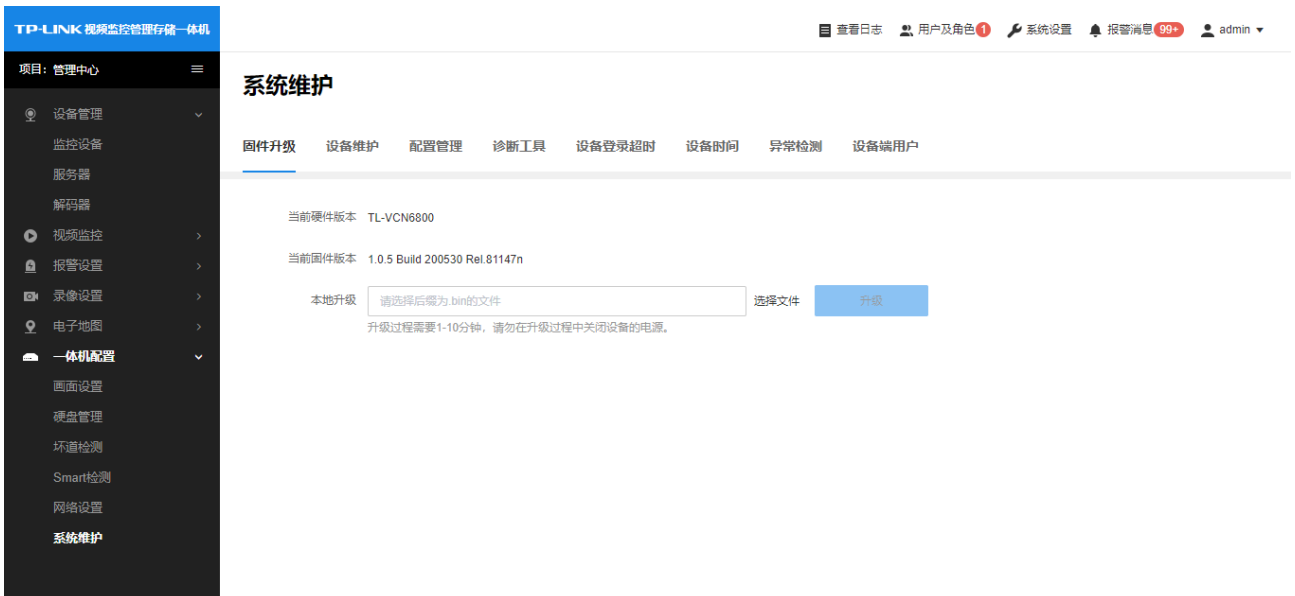 TP-LINK 视频监控管理存储一体机
查看日志 用户及角色 1 系统设置 报警消息 99+ admin
项目：管理中心
设备管理
监控设备
服务器
解码器
视频监控
报警设置
录像设置
电子地图
一体机配置
画面设置
硬盘管理
坏道检测
Smart检测
网络设置
系统维护
系统维护
固件升级 设备维护 配置管理 诊断工具 设备登录超时 设备时间 异常检测 设备端用户
当前硬件版本 TL-VCN6800
当前固件版本 1.0.5 Build 200530 Rel.81147n
本地升级 请选择后缀为.bin的文件 选择文件 升级
升级过程需要1-10分钟，请勿在升级过程中关闭设备的电源。